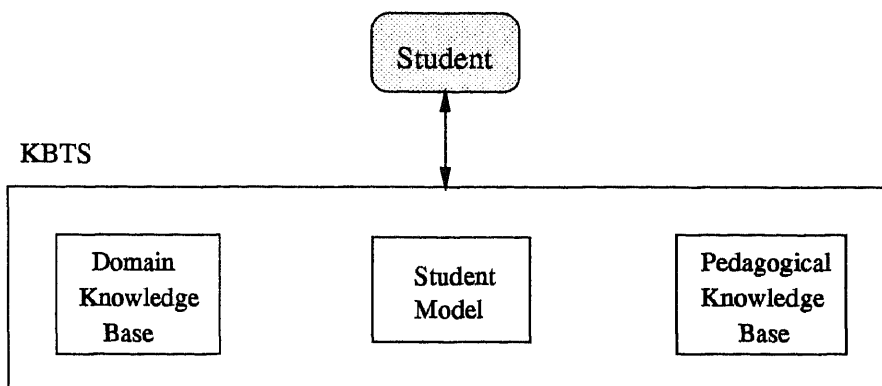 Student
KBTS
Domain
Knowledge
Base
Student
Model
Pedagogical
Knowledge
Base